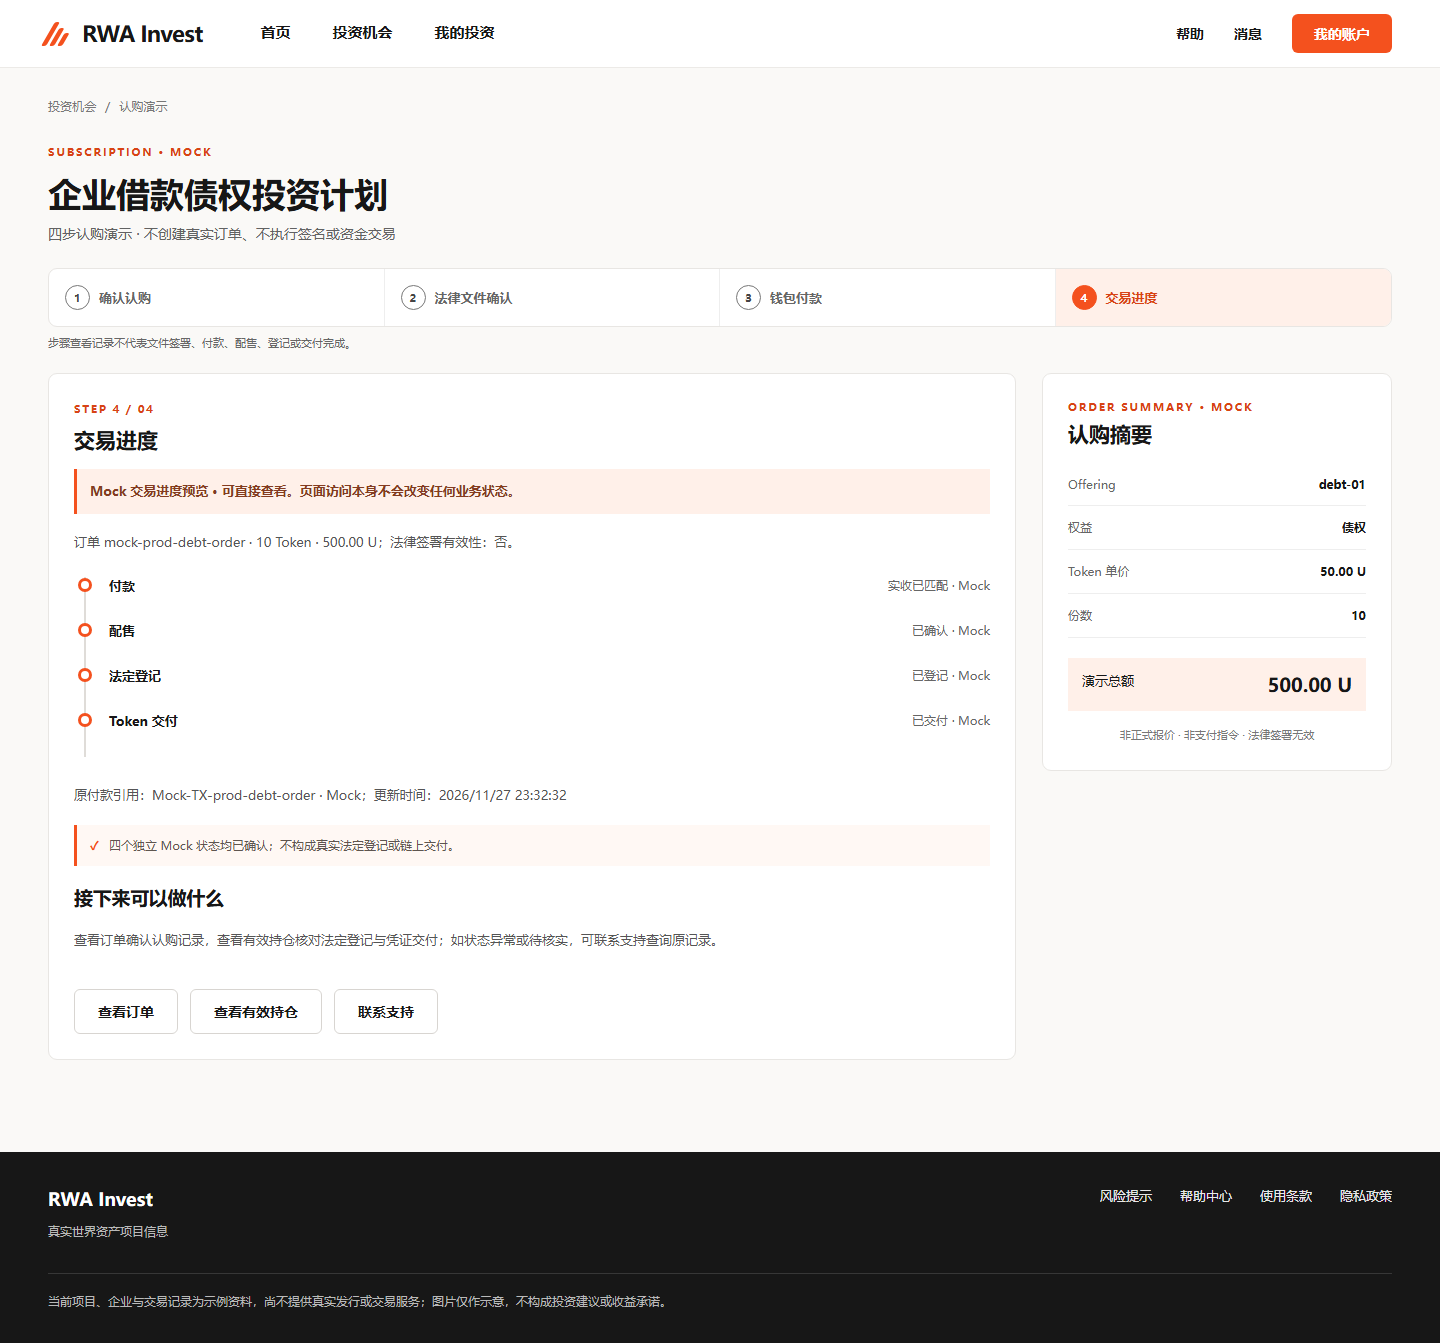 RWA Invest
首页
投资机会
我的投资
帮助
消息
我的账户
投资机会 / 认购演示
SUBSCRIPTION • MOCK
企业借款债权投资计划
四步认购演示 · 不创建真实订单、不执行签名或资金交易
1 确认认购
2 法律文件确认
3 钱包付款
4 交易进度
步骤查看记录不代表文件签署、付款、配售、登记或交付完成。
STEP 4 / 04
交易进度
Mock 交易进度预览 • 可直接查看。页面访问本身不会改变任何业务状态。
订单 mock-prod-debt-order · 10 Token · 500.00 U；法律签署有效性：否。
付款 实收已匹配 · Mock
配售 已确认 · Mock
法定登记 已登记 · Mock
Token 交付 已交付 · Mock
原付款引用：Mock-TX-prod-debt-order · Mock；更新时间：2026/11/27 23:32:32
✓ 四个独立 Mock 状态均已确认；不构成真实法定登记或链上交付。
接下来可以做什么
查看订单确认认购记录，查看有效持仓核对法定登记与凭证交付；如状态异常或待核实，可联系支持查询原记录。
查看订单
查看有效持仓
联系支持
ORDER SUMMARY • MOCK
认购摘要
Offering debt-01
权益 债权
Token 单价 50.00 U
份数 10
演示总额 500.00 U
非正式报价 · 非支付指令 · 法律签署无效
RWA Invest
真实世界资产项目信息
风险提示
帮助中心
使用条款
隐私政策
当前项目、企业与交易记录为示例资料，尚不提供真实发行或交易服务；图片仅作示意，不构成投资建议或收益承诺。